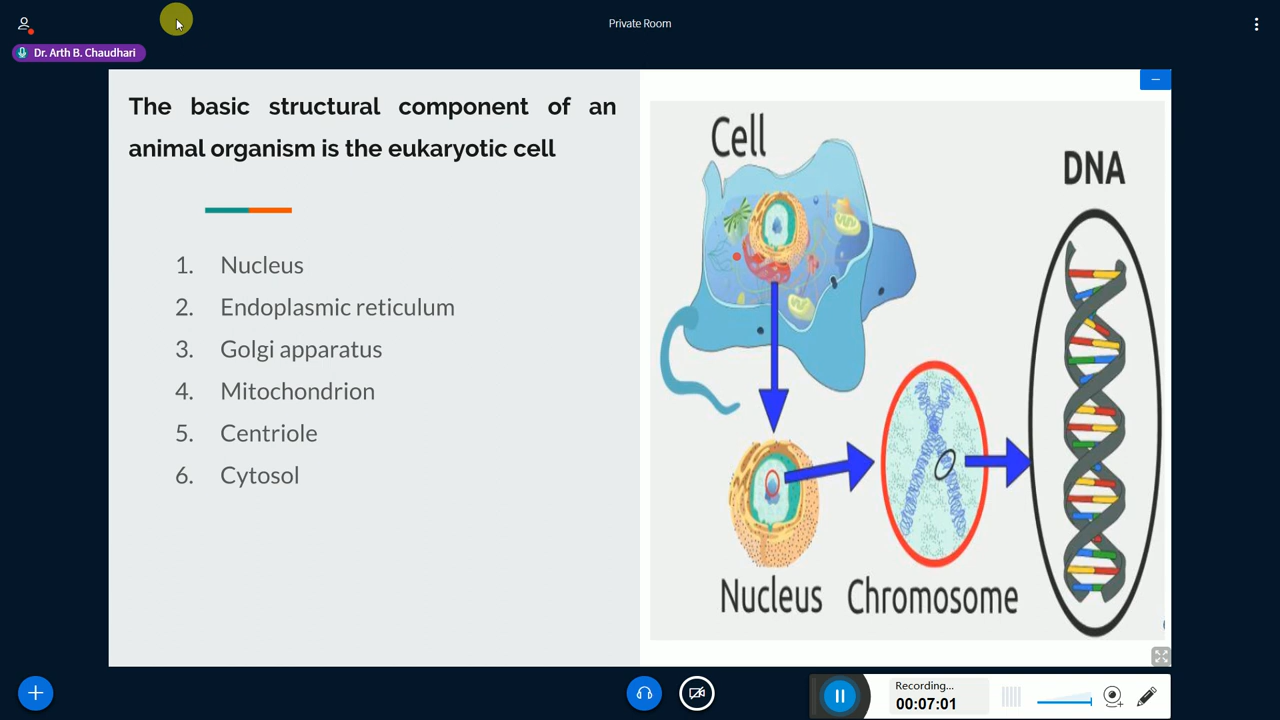 Private Room
Dr. Arth B. Chaudhari
The basic structural component of an
animal organism is the eukaryotic cell
1. Nucleus
2. Endoplasmic reticulum
3. Golgi apparatus
4. Mitochondrion
5. Centriole
6. Cytosol
Cell
DNA
Nucleus
Chromosome
Recording...
00:07:01